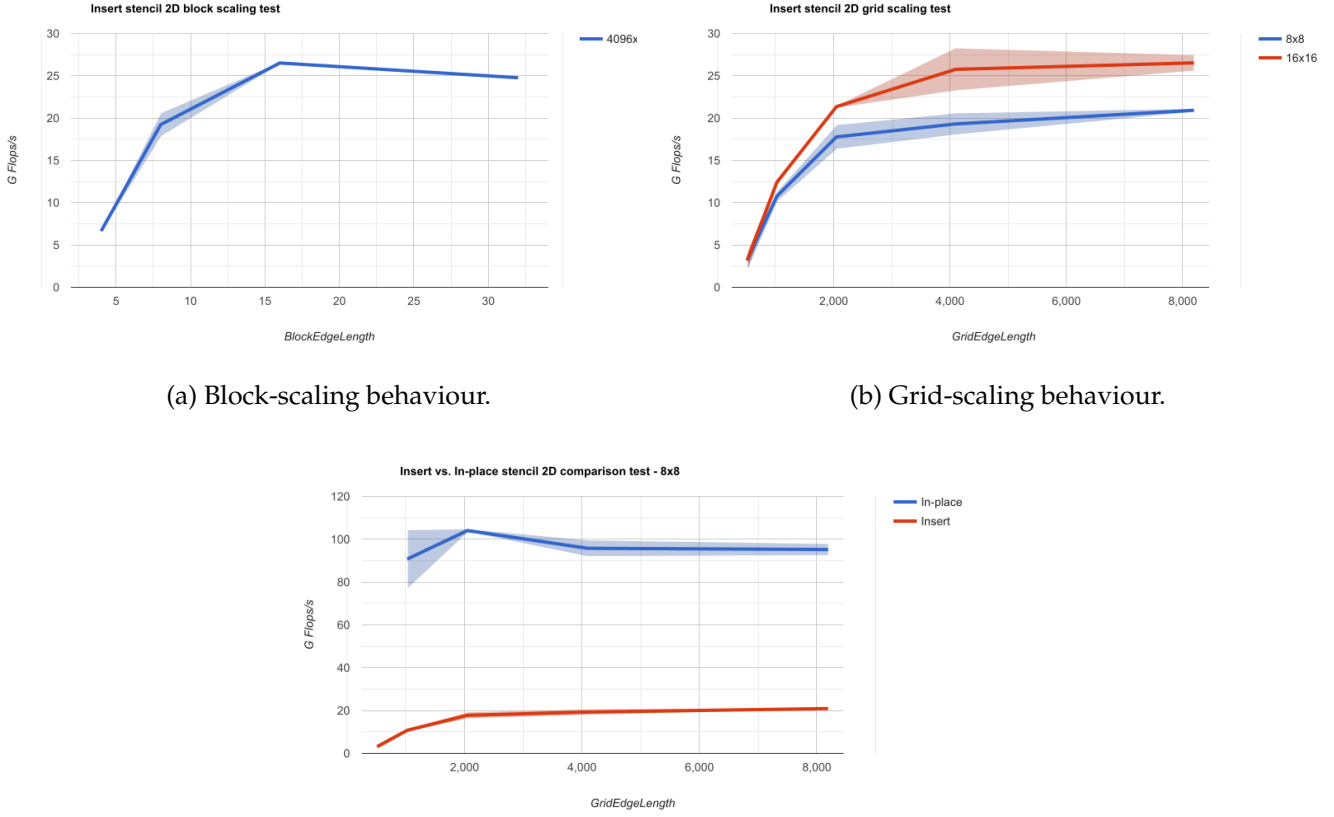 Insert stencil 2D block scaling test
30
25
20
15
10
5
0
G Flops/s
5 10 15 20 25 30
BlockEdgeLength
4096x
(a) Block-scaling behaviour.
Insert stencil 2D grid scaling test
30
25
20
15
10
5
0
G Flops/s
2,000 4,000 6,000 8,000
GridEdgeLength
8x8
16x16
(b) Grid-scaling behaviour.
Insert vs. In-place stencil 2D comparison test - 8x8
120
100
80
60
40
20
0
G Flops/s
2,000 4,000 6,000 8,000
GridEdgeLength
In-place
Insert